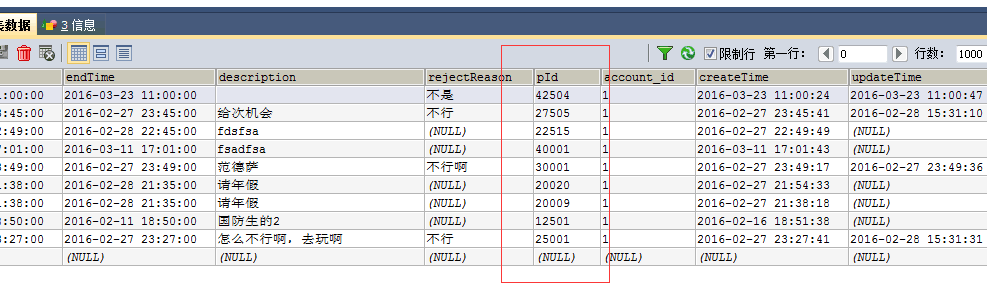 表数据 3 信息
限制行 第一行: 0 行数: 1000
endTime description rejectReason pId account_id createTime updateTime
:00:00 2016-03-23 11:00:00 不是 42504 1 2016-03-23 11:00:24 2016-03-23 11:00:47
:45:00 2016-02-27 23:45:00 给次机会 不行 27505 1 2016-02-27 23:45:41 2016-02-28 15:31:10
:49:00 2016-02-28 22:45:00 fdsfsa (NULL) 22515 1 2016-02-27 22:49:49 (NULL)
:01:00 2016-03-11 17:01:00 fsadfsa (NULL) 40001 1 2016-03-11 17:01:43 (NULL)
:49:00 2016-02-27 23:49:00 范德萨 不行啊 30001 1 2016-02-27 23:49:17 2016-02-27 23:49:36
:38:00 2016-02-28 21:35:00 请年假 (NULL) 20020 1 2016-02-27 21:54:33 (NULL)
:38:00 2016-02-28 21:35:00 请年假 (NULL) 20009 1 2016-02-27 21:38:18 (NULL)
:50:00 2016-02-11 18:50:00 国防生的2 (NULL) 12501 1 2016-02-16 18:51:38 (NULL)
:27:00 2016-02-27 23:27:00 怎么不行啊，去玩啊 不行 25001 1 2016-02-27 23:27:41 2016-02-28 15:31:31
(NULL) (NULL) (NULL) (NULL) (NULL) (NULL) (NULL)